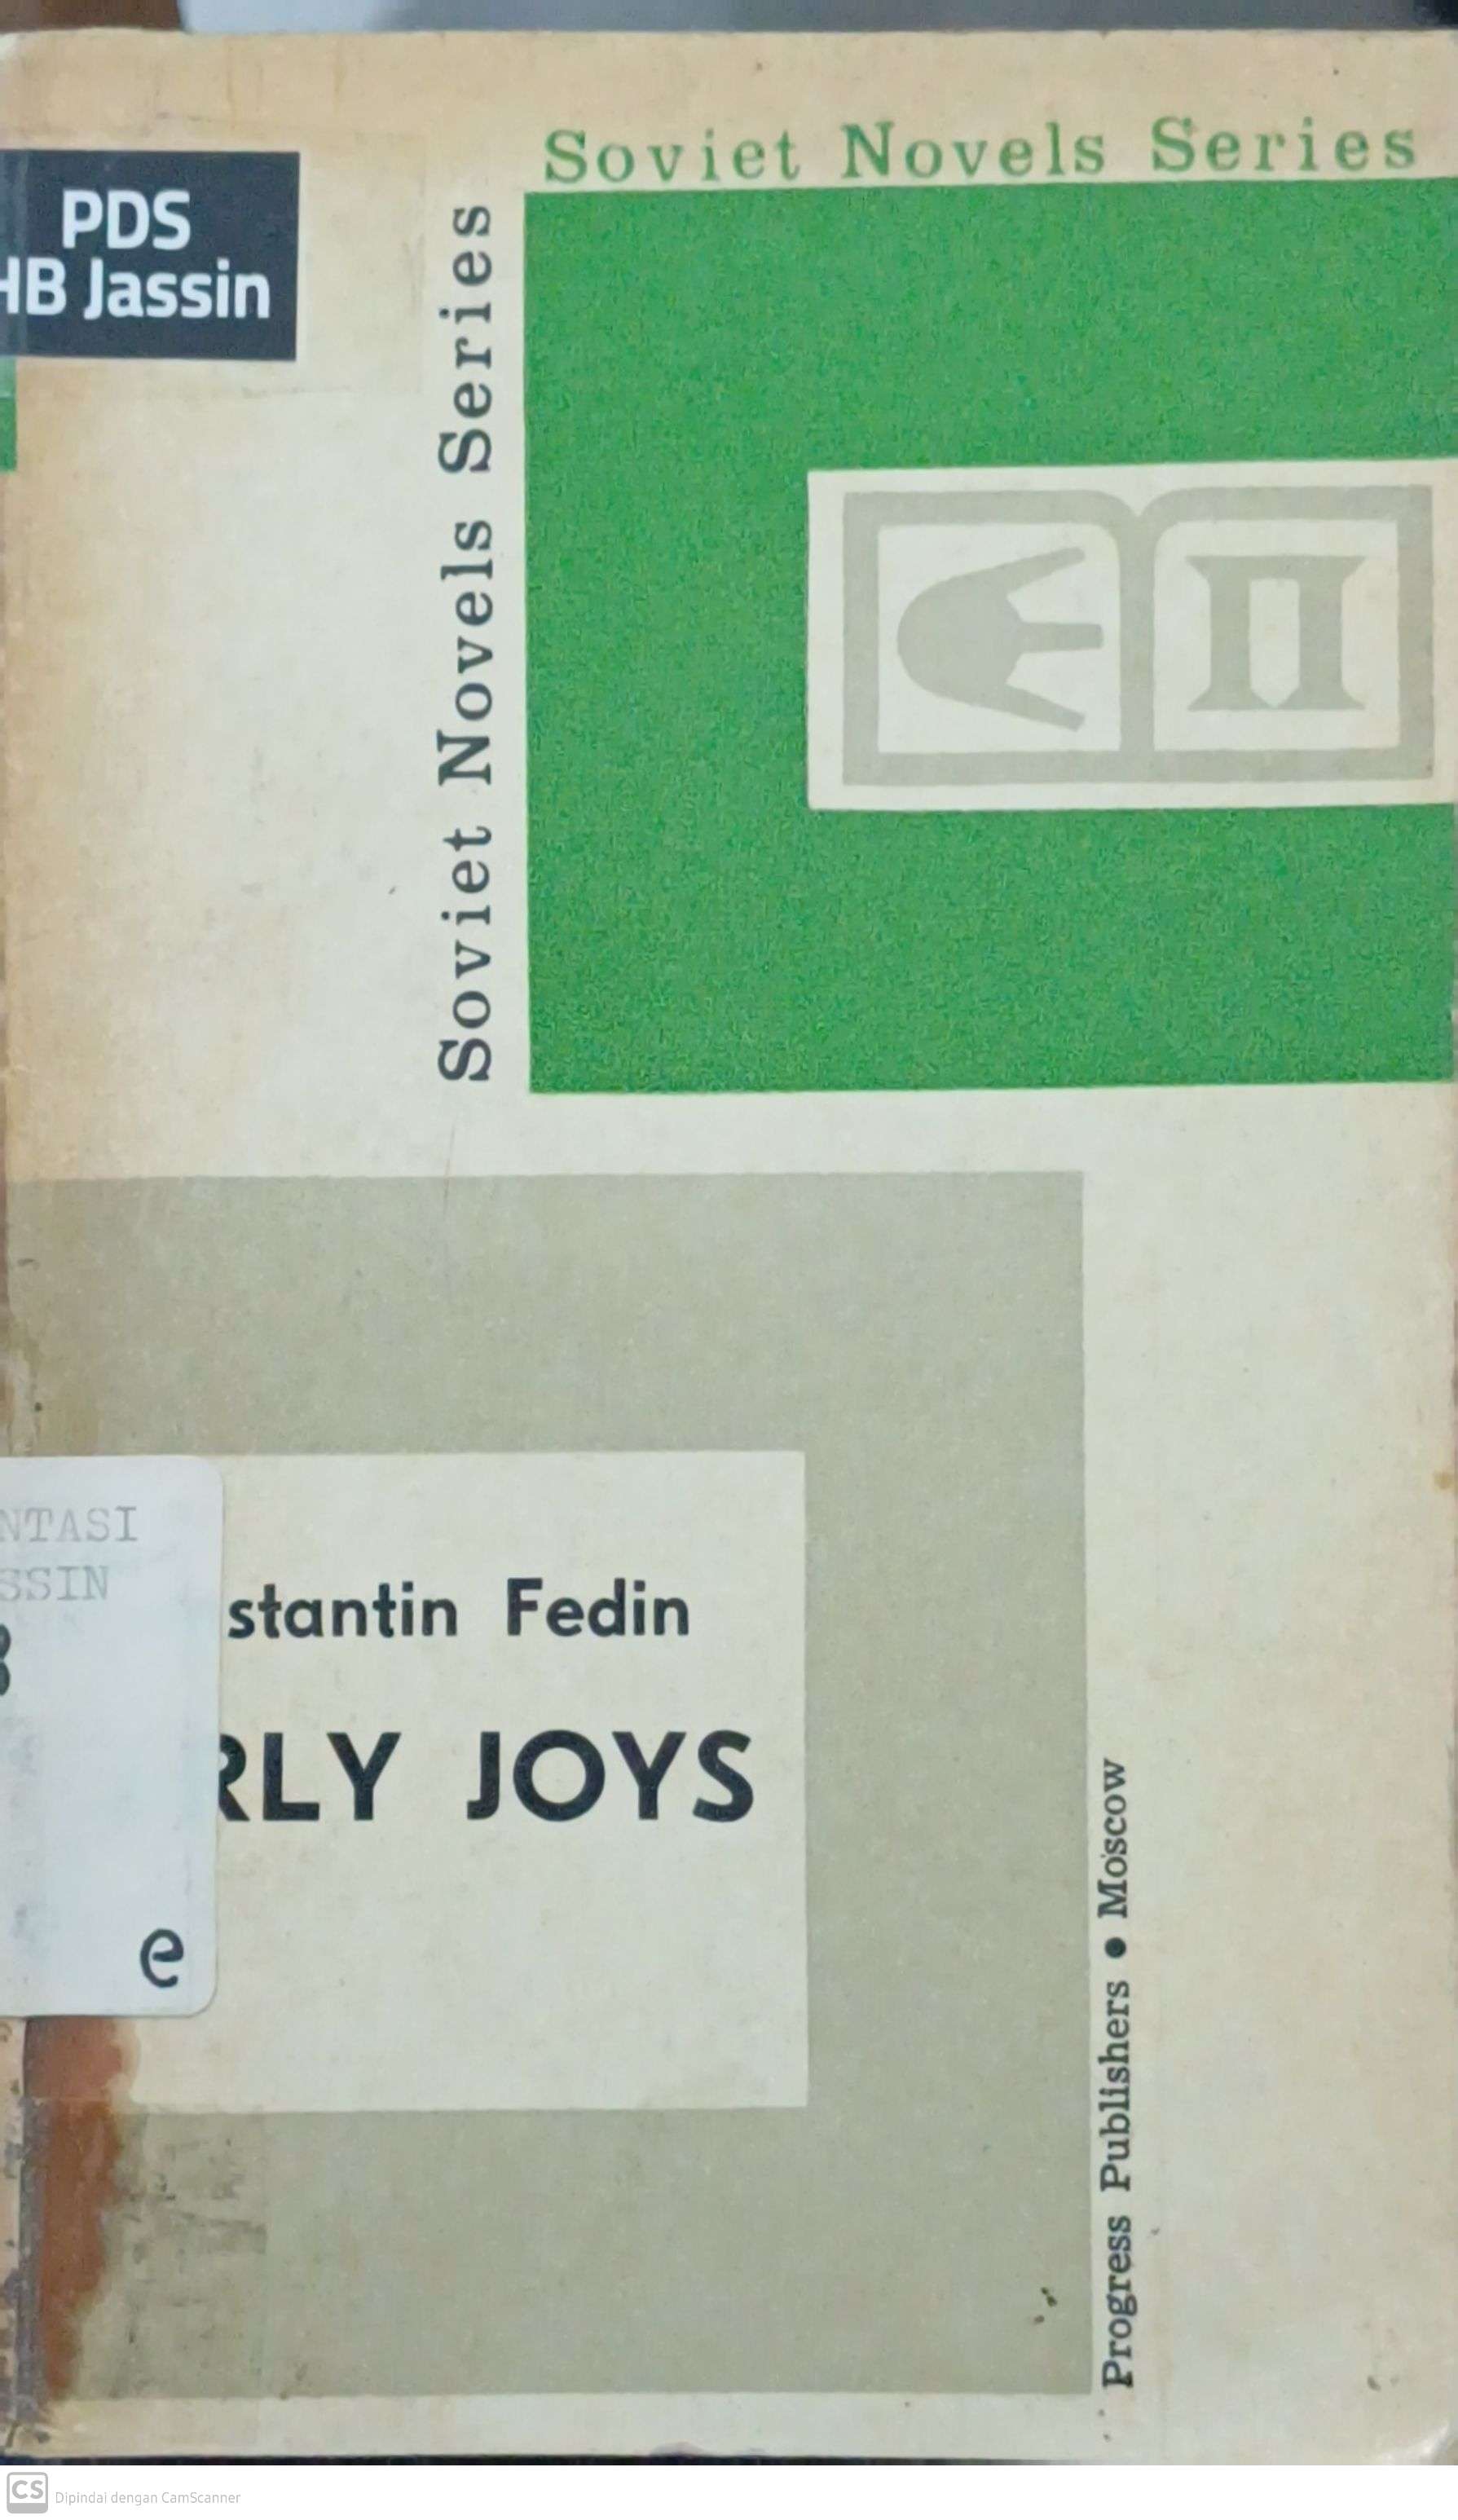 Soviet Novels Series
PDS
HB Jassin
Soviet Novels Series
П
NTASI
SSIN
stantin Fedin
RLY JOYS
e
Progress Publishers • Moscow
CS Dipindai dengan CamScanner